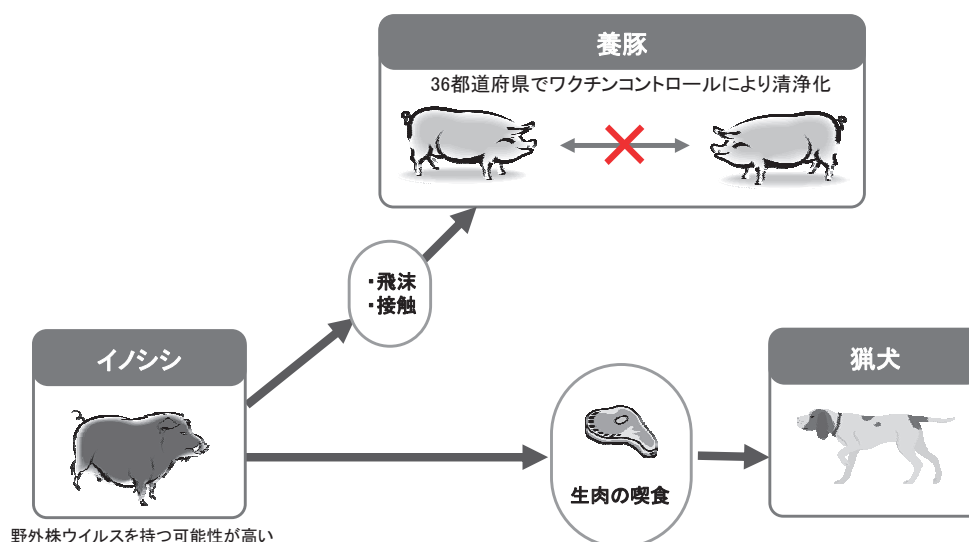 養豚
36都道府県でワクチンコントロールにより清浄化
・飛沫
・接触
イノシシ
猟犬
生肉の喫食
野外株ウイルスを持つ可能性が高い